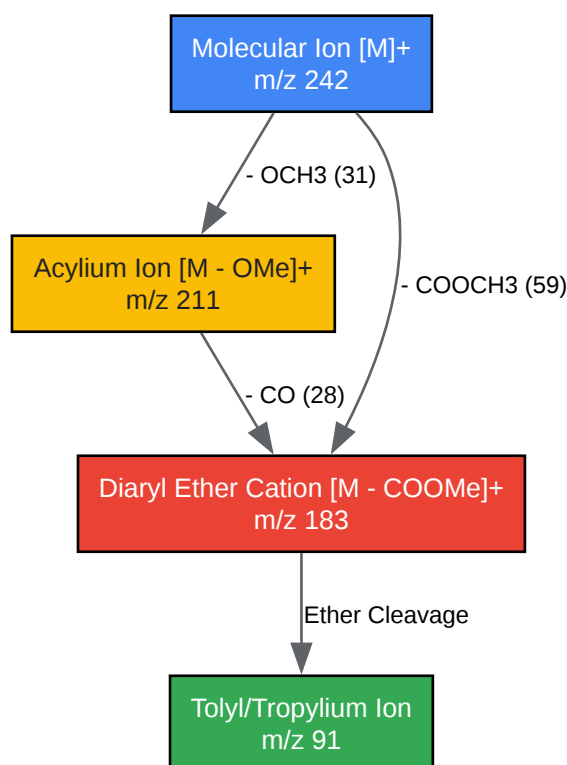 Molecular Ion [M]+
m/z 242
- OCH3 (31)
Acylium Ion [M - OMe]+
m/z 211
- COOCH3 (59)
- CO (28)
Diaryl Ether Cation [M - COOMe]+
m/z 183
Ether Cleavage
Tolyl/Tropylium Ion
m/z 91